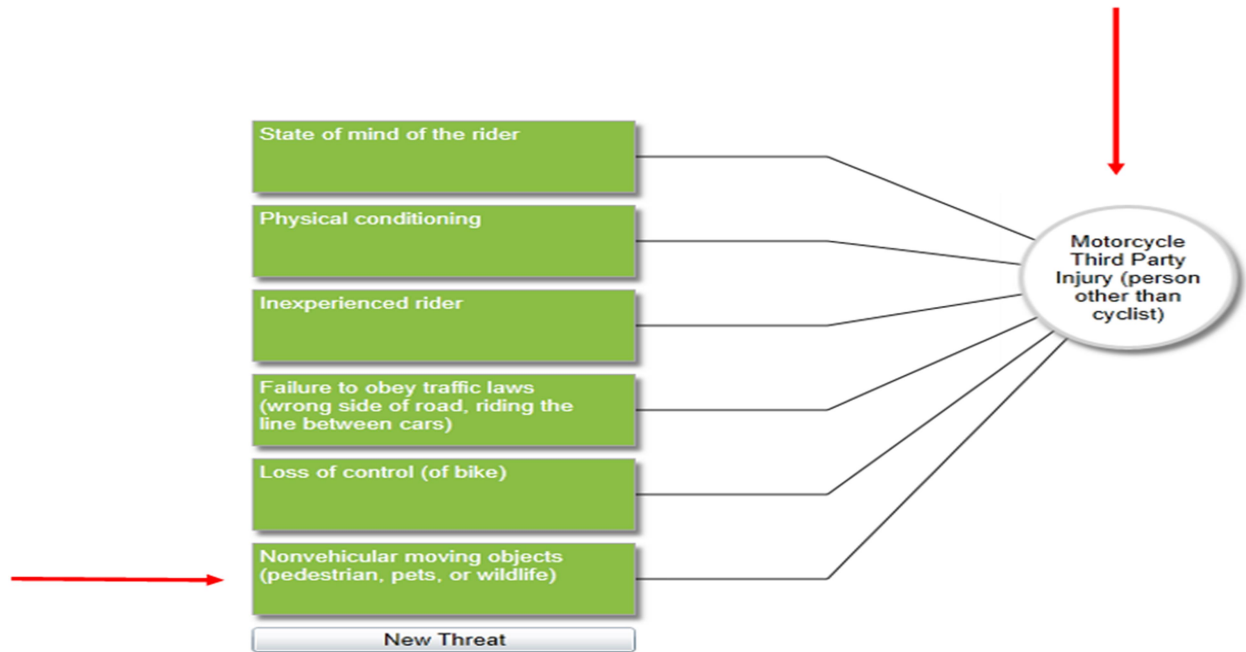 State of mind of the rider
Physical conditioning
Inexperienced rider
Failure to obey traffic laws
(wrong side of road, riding the
line between cars)
Loss of control (of bike)
Nonvehicular moving objects
(pedestrian, pets, or wildlife)
New Threat
Motorcycle
Third Party
Injury (person
other than
cyclist)